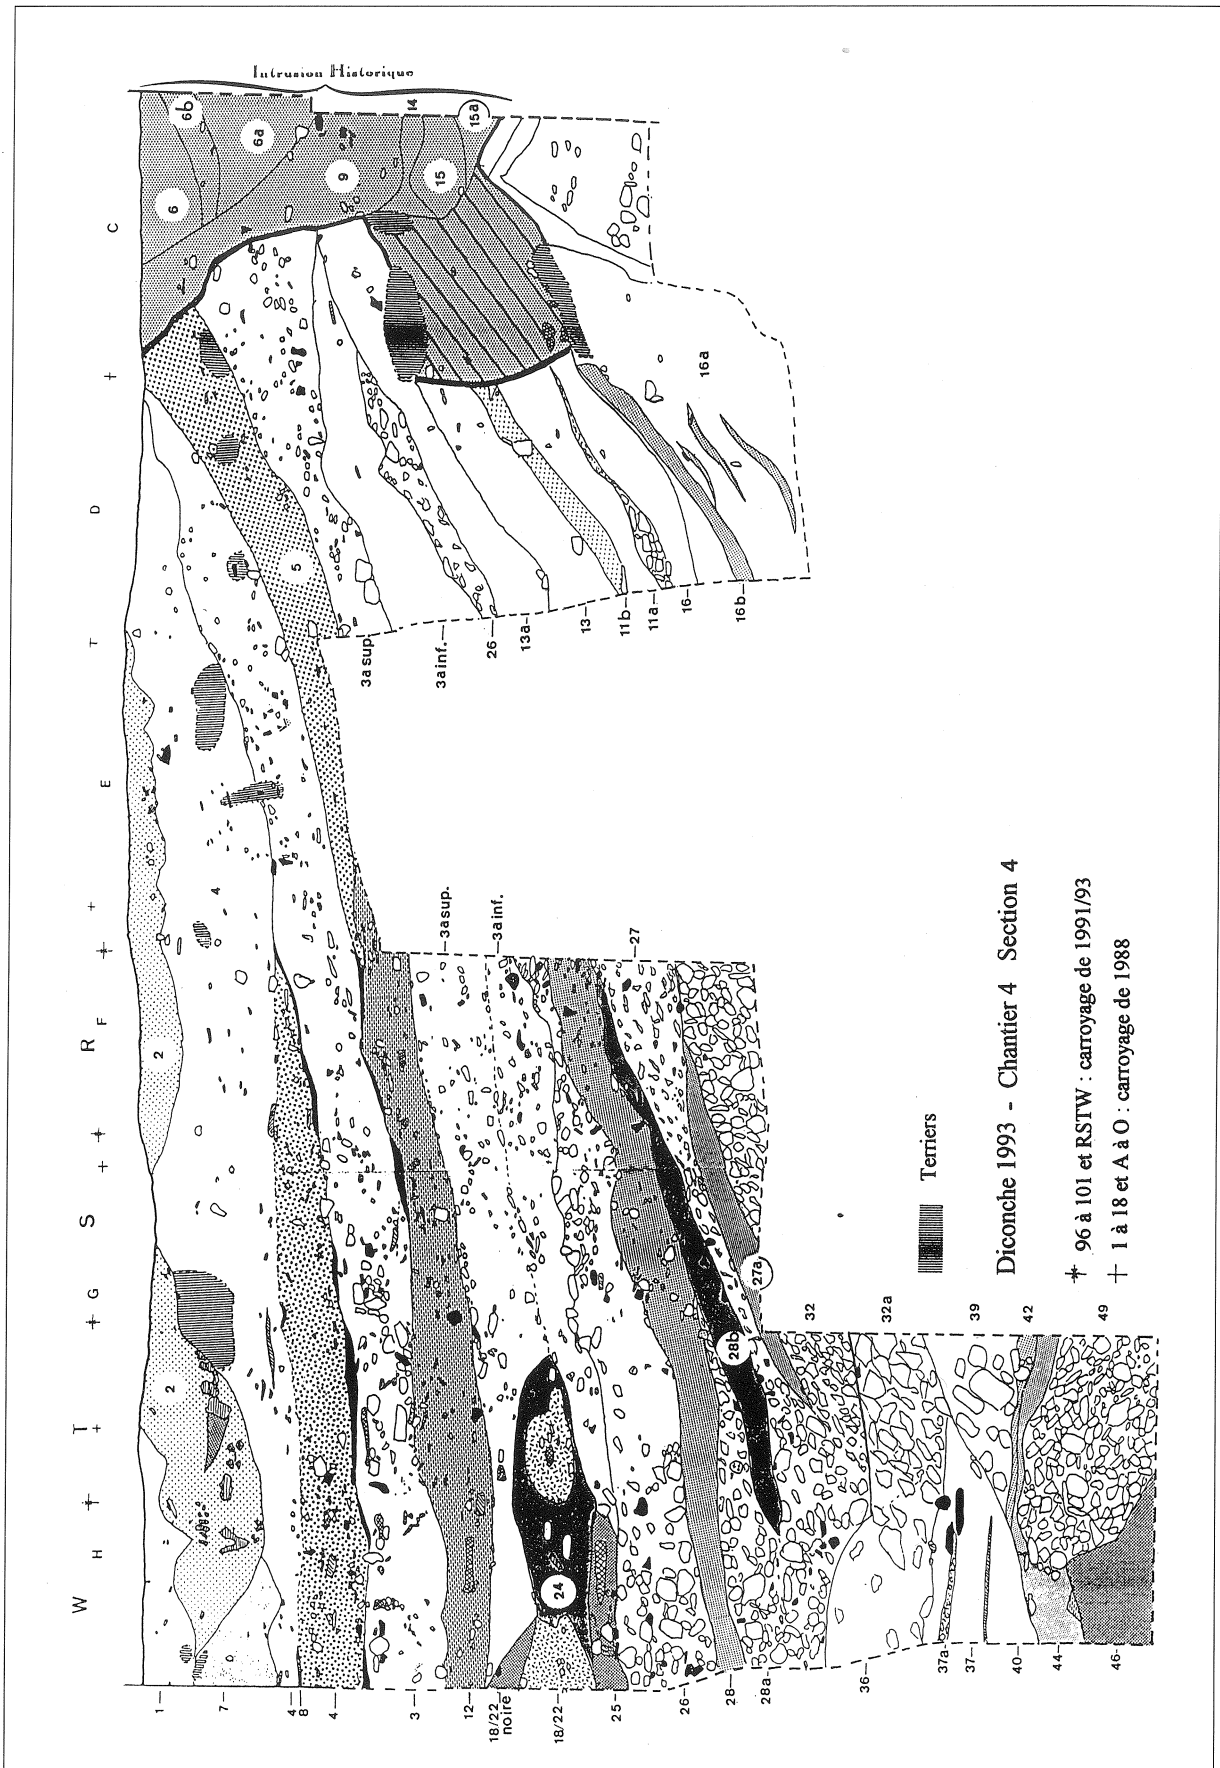 Intrusion Historique
W T S R
H G F E T D C
6
6b
6a
9
14
15
15a
2
2
4
5
16a
24
28b
27a
1
7
4
8
4
3
12
18/22 noire
18/22
25
26
28
28a
36
37a
37
40
44
46
3a sup.
3a inf.
27
32
32a
39
42
49
3a sup.
3a inf.
26
13a
13
11b
11a
16
16b
Terriers
Diconche 1993 - Chantier 4 Section 4
96 à 101 et RSTW : carroyage de 1991/93
1 à 18 et A à O : carroyage de 1988